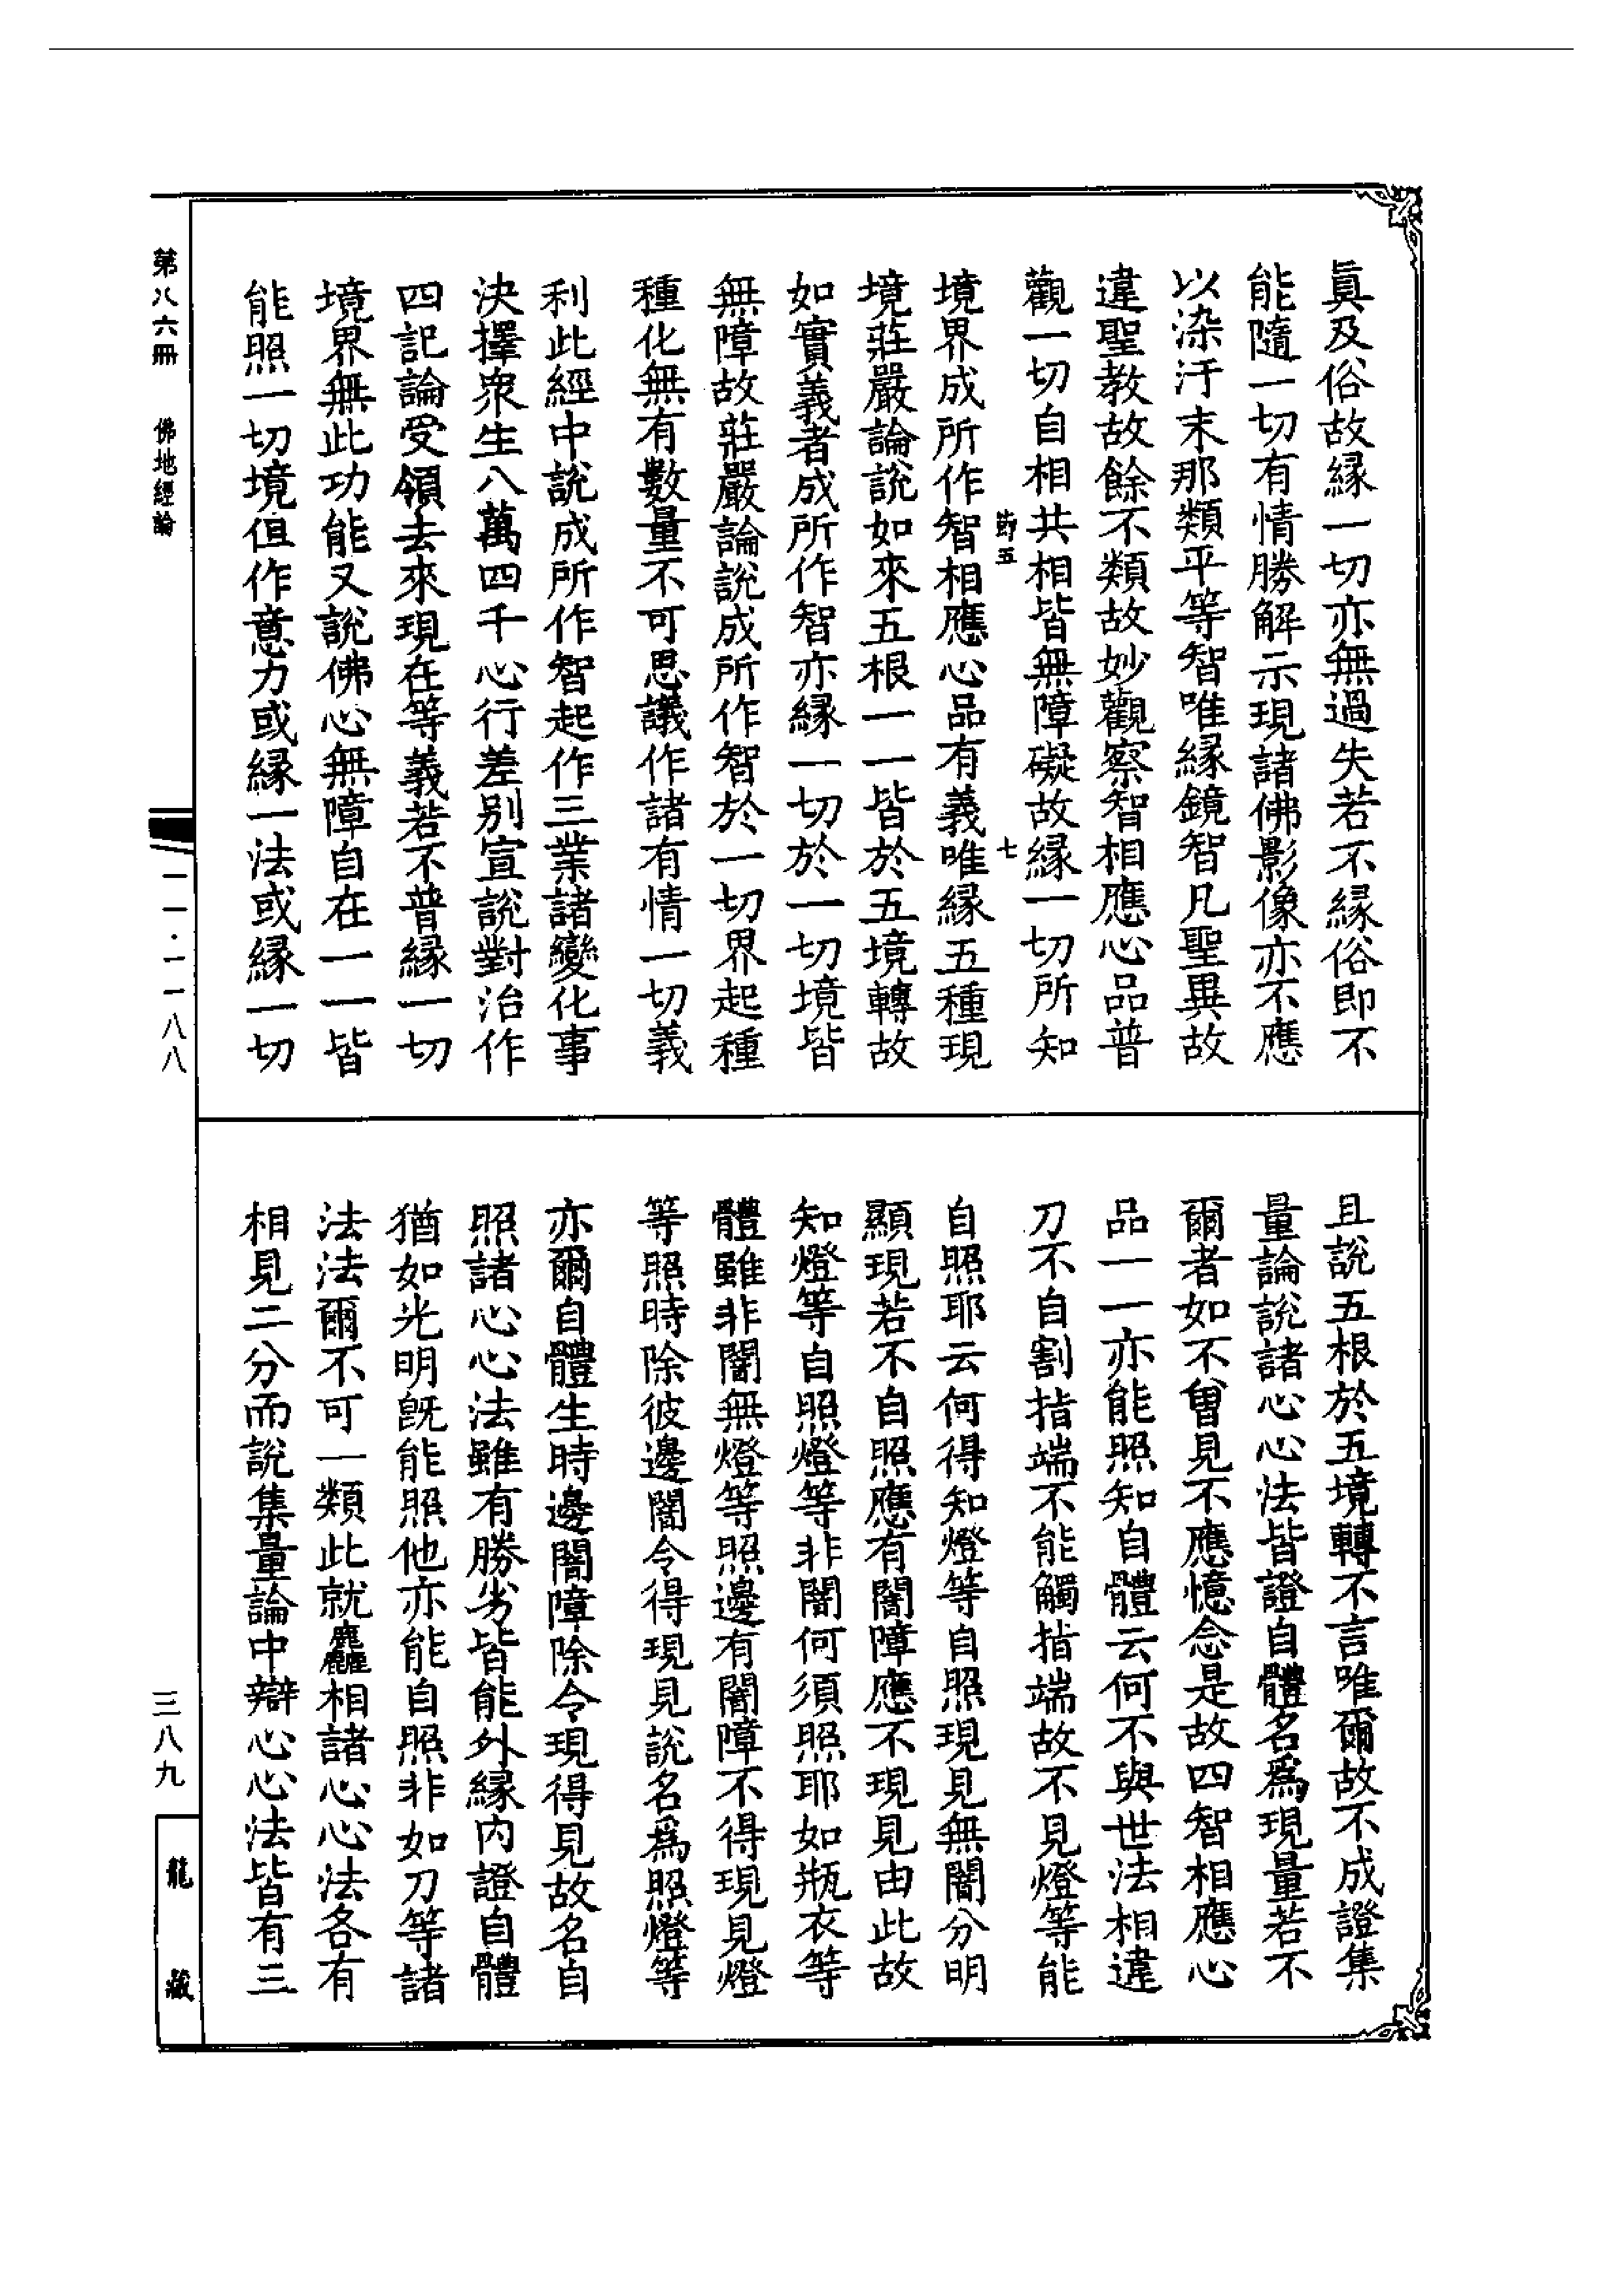 真及俗故緣一切亦無過失若不緣俗即不
能隨一切有情勝解示現諸佛影像亦不應
以染汙末那類平等智唯緣鏡智凡聖異故
違聖教故餘不類故妙觀察智相應心品普
觀一切自相共相皆無障礙故緣一切所知
境界成所作智相應心品有義唯緣五種現
境莊嚴論說如來五根一一皆於五境轉故
如實義者成所作智亦緣一切於一切境皆
無障故莊嚴論說成所作智於一切界起種
種化無有數量不可思議作諸有情一切義
利此經中說成所作智起作三業諸變化事
決擇眾生八萬四千心行差別宣說對治作
四記論受領去來現在等義若不普緣一切
境界無此功能又說佛心無障自在一一皆
能照一切境但作意力或緣一法或緣一切
且說五根於五境轉不言唯爾故不成證集
量論說諸心心法皆證自體名為現量若不
爾者如不曾見不應憶念是故四智相應心
品一一亦能照知自體云何不與世法相違
刀不自割指端不能觸指端故不見燈等能
自照耶云何得知燈等自照現見無闇分明
顯現若不自照應有闇障應不現見由此故
知燈等自照燈等非闇何須照耶如瓶衣等
體雖非闇無燈等照邊有闇障不得現見燈
等照時除彼邊闇令得現見說名為照燈等
亦爾自體生時邊闇障除令現得見故名自
照諸心心法雖有勝劣皆能外緣內證自體
猶如光明既能照他亦能自照非如刀等諸
法法爾不可一類此就麤相諸心心法各有
相見二分而說集量論中辯心心法皆有三
第八六冊 佛地經論
一一·一一八八
三八九
龍藏
五
七